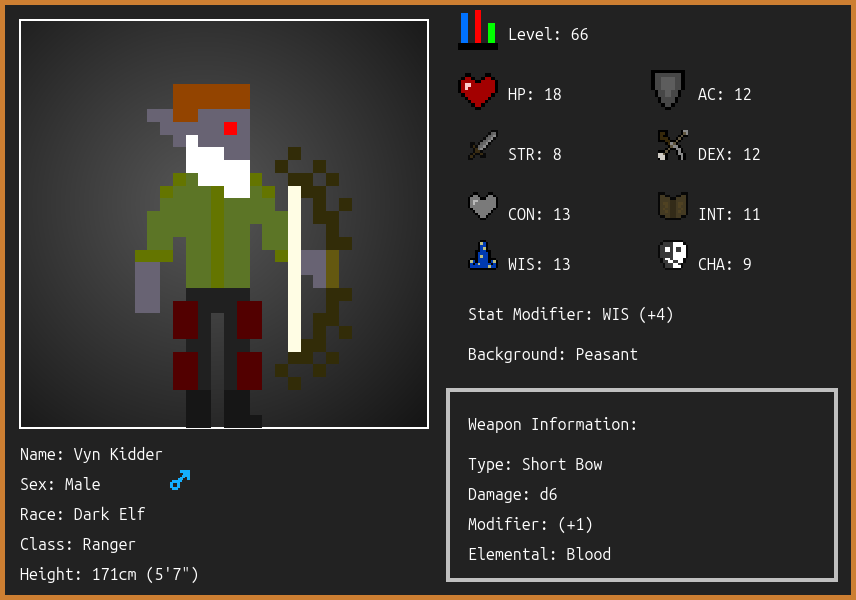 Level: 66
HP: 18
AC: 12
STR: 8
DEX: 12
CON: 13
INT: 11
WIS: 13
CHA: 9
Stat Modifier: WIS (+4)
Background: Peasant
Weapon Information:
Type: Short Bow
Damage: d6
Modifier: (+1)
Elemental: Blood
Name: Vyn Kidder
Sex: Male
Race: Dark Elf
Class: Ranger
Height: 171cm (5'7")